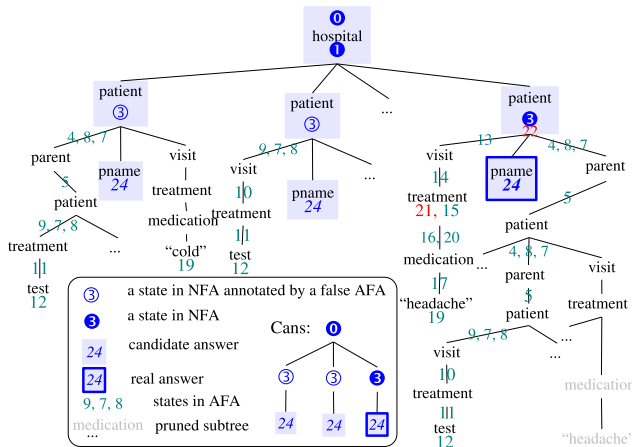 0
hospital
1
patient
3
patient
3
...
patient
3
22
4, 8, 7
parent
pname
24
visit
9, 7, 8
visit
pname
24
...
13
visit
pname
24
4, 8, 7
parent
5
patient
treatment
10
treatment
14
treatment
21, 15
5
patient
9, 7, 8
treatment
...
medication
11
16, 20
4, 8, 7
11
test
12
“cold”
19
test
12
medication
17
...
parent
visit
“headache”
19
5
patient
treatment
9, 7, 8
...
...
visit
10
treatment
11
test
12
medication
“headache”
3 a state in NFA annotated by a false AFA
3 a state in NFA
24 candidate answer
24 real answer
9, 7, 8 states in AFA
medication pruned subtree
...
Cans: 0
3 3 3
24 24 24